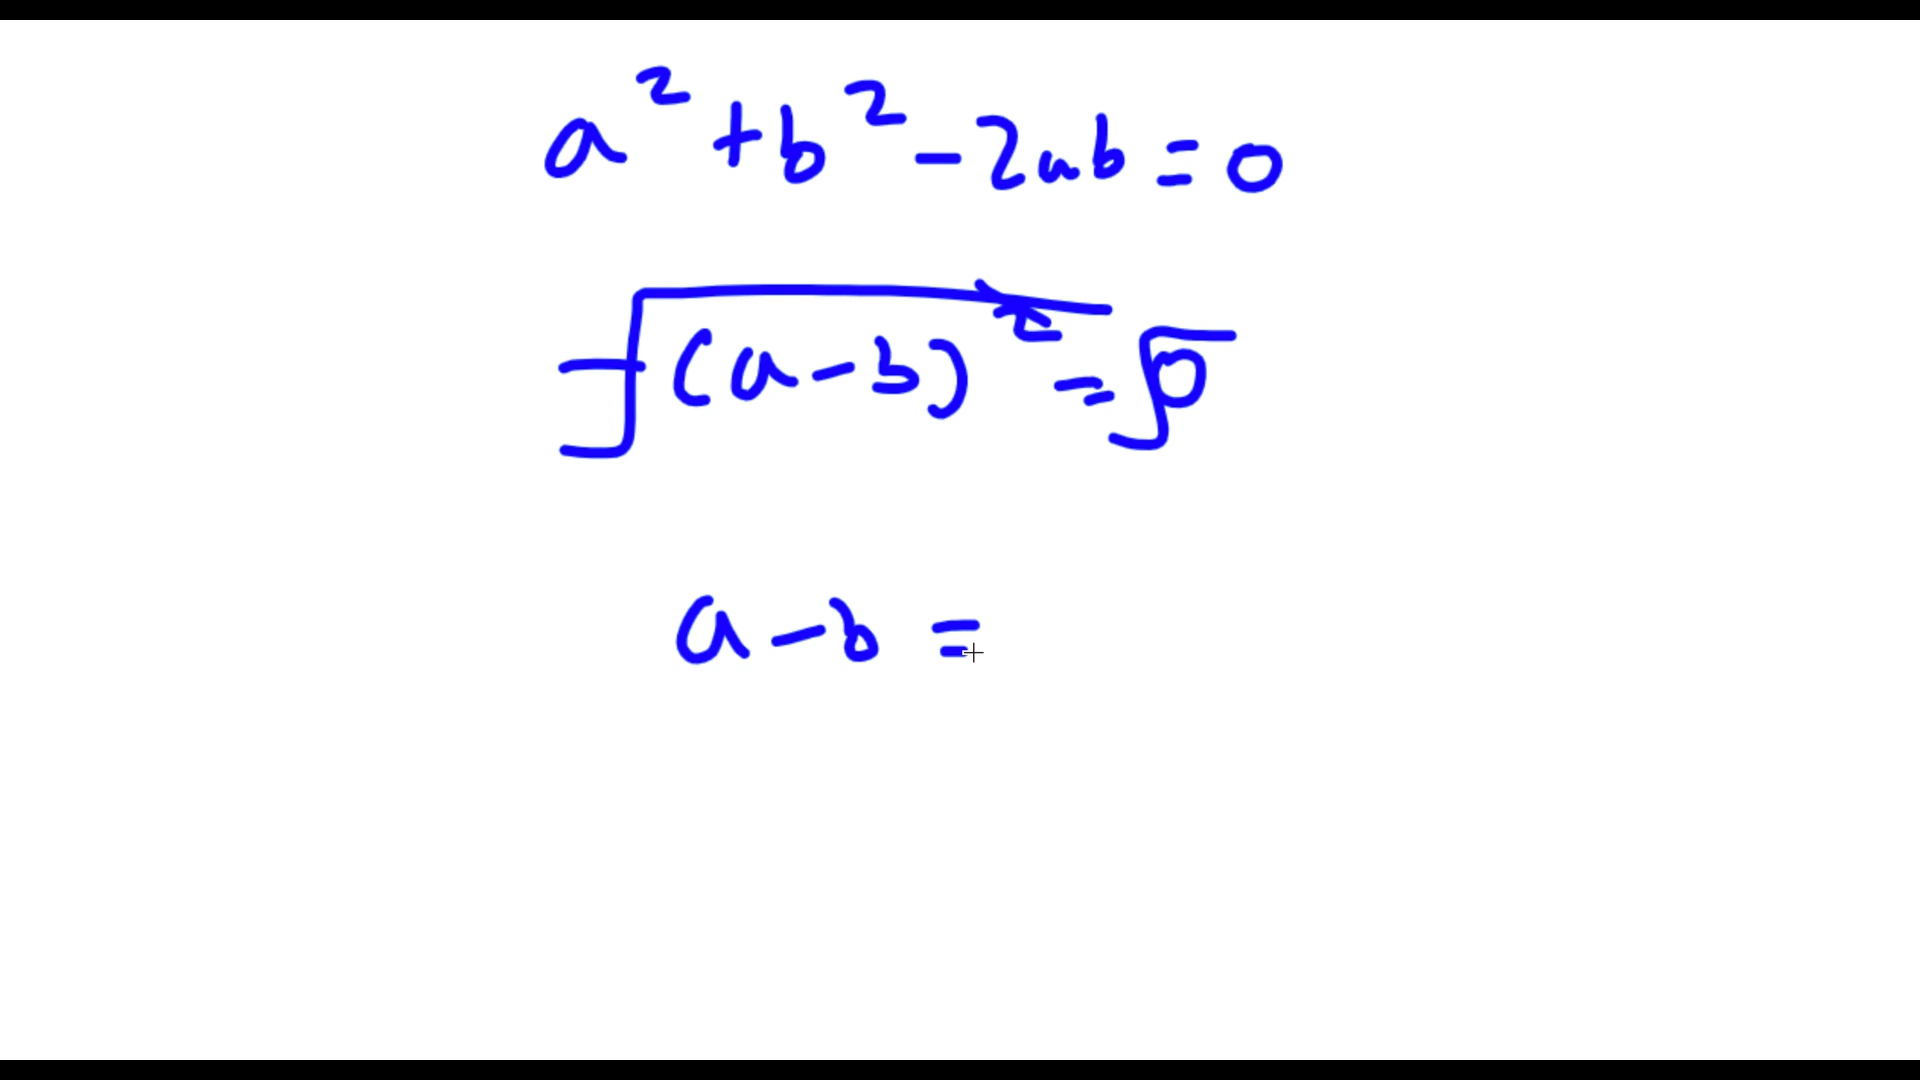 a² + b² - 2ab = 0
√(a - b)² = √0
a - b =